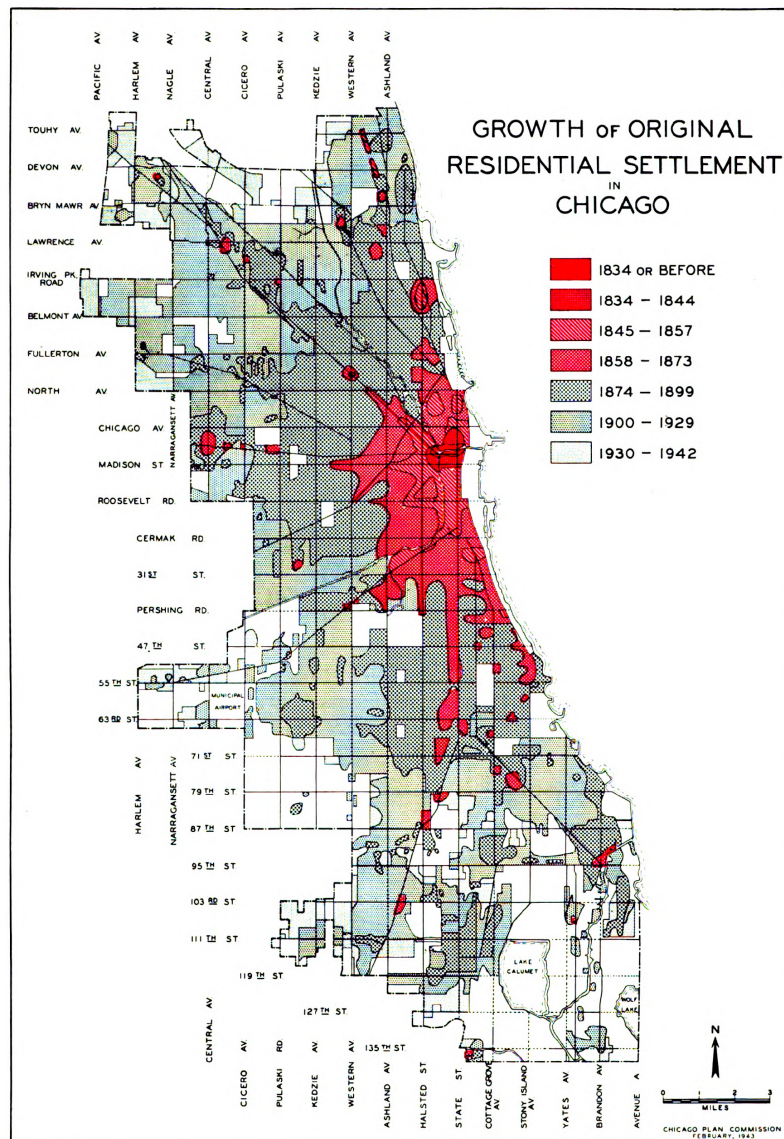 PACIFIC AV
HARLEM AV
NAGLE AV
CENTRAL AV
CICERO AV
PULASKI AV
KEDZIE AV
WESTERN AV
ASHLAND AV
GROWTH OF ORIGINAL
RESIDENTIAL SETTLEMENT
IN
CHICAGO
1834 OR BEFORE
1834 – 1844
1845 – 1857
1858 – 1873
1874 – 1899
1900 – 1929
1930 – 1942
TOUHY AV.
DEVON AV.
BRYN MAWR AV
LAWRENCE AV.
IRVING PK.
ROAD
BELMONT AV
FULLERTON AV
NORTH AV.
NARRAGANSETT AV
CHICAGO AV.
MADISON ST
ROOSEVELT RD.
CERMAK RD.
31ST ST.
PERSHING RD.
47TH ST.
55TH ST.
MUNICIPAL
AIRPORT
63RD ST.
71ST ST
79TH ST
87TH ST
95TH ST
103RD ST
111TH ST
119TH ST
127TH ST.
135TH ST.
HARLEM AV
NARRAGANSETT AV
LAKE
CALUMET
WOLF
LAKE
CENTRAL AV
CICERO AV.
PULASKI RD
KEDZIE AV
WESTERN AV
ASHLAND AV
HALSTED ST
STATE ST
COTTAGE GROVE
AV
STONY ISLAND
AV
YATES AV.
BRANDON AV
AVENUE A
N
0 1 2 3
MILES
CHICAGO PLAN COMMISSION
FEBRUARY, 1943